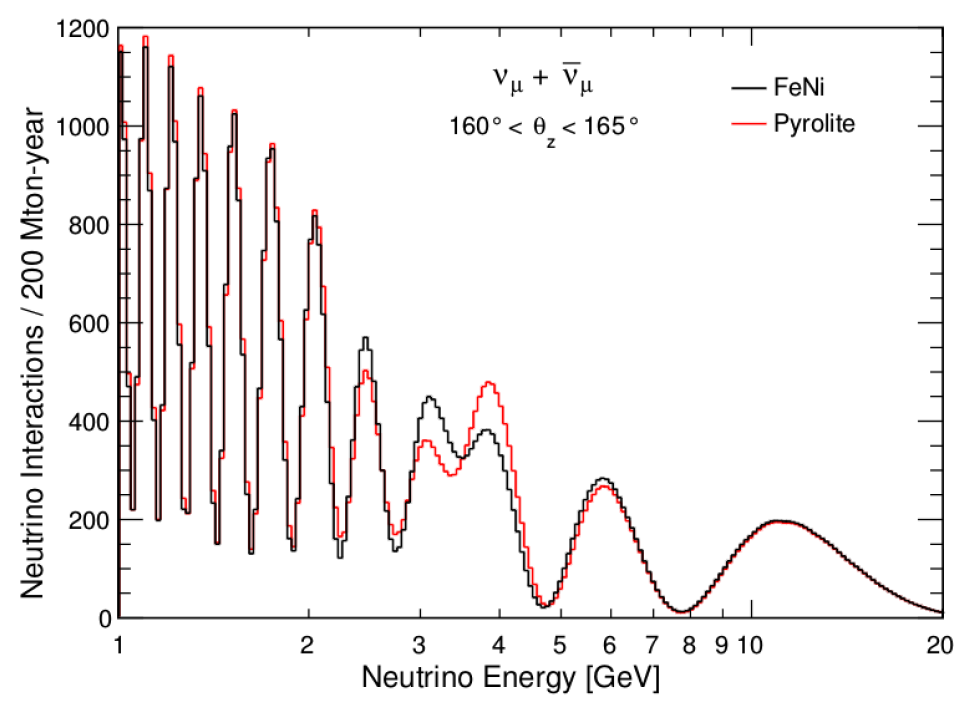 1200
1000
800
600
400
200
0
Neutrino Interactions / 200 Mton-year
νμ + ν̅μ
160° < θz < 165°
FeNi
Pyrolite
1 2 3 4 5 6 7 8 9 10 20
Neutrino Energy [GeV]